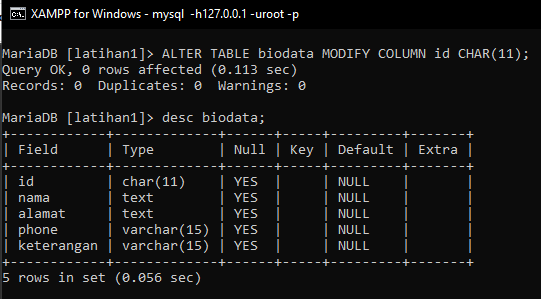 XAMPP for Windows - mysql  -h127.0.0.1 -uroot -p
MariaDB [latihan1]> ALTER TABLE biodata MODIFY COLUMN id CHAR(11);
Query OK, 0 rows affected (0.113 sec)
Records: 0  Duplicates: 0  Warnings: 0
MariaDB [latihan1]> desc biodata;
+------------+-------------+------+-----+---------+-------+
| Field      | Type        | Null | Key | Default | Extra |
+------------+-------------+------+-----+---------+-------+
| id         | char(11)    | YES  |     | NULL    |       |
| nama       | text        | YES  |     | NULL    |       |
| alamat     | text        | YES  |     | NULL    |       |
| phone      | varchar(15) | YES  |     | NULL    |       |
| keterangan | varchar(15) | YES  |     | NULL    |       |
+------------+-------------+------+-----+---------+-------+
5 rows in set (0.056 sec)